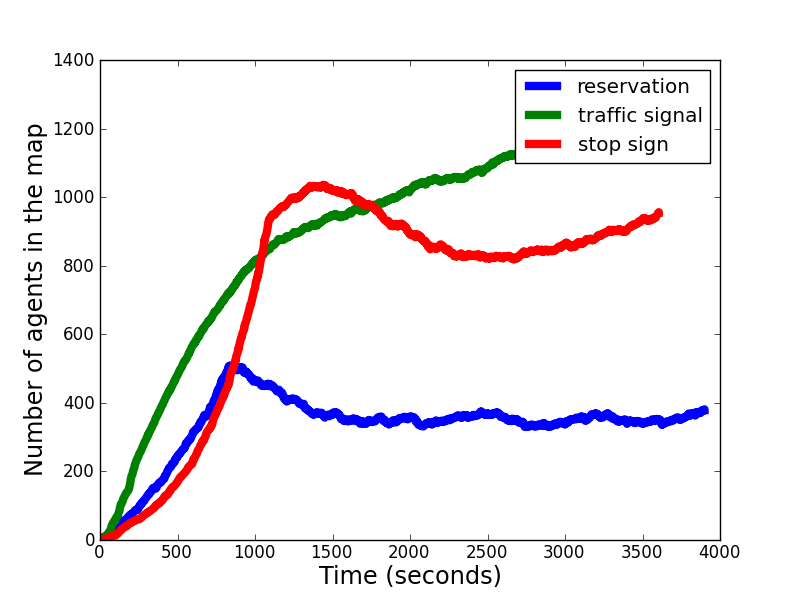 1400
1200
1000
800
600
400
200
0
Number of agents in the map
reservation
traffic signal
stop sign
0 500 1000 1500 2000 2500 3000 3500 4000
Time (seconds)